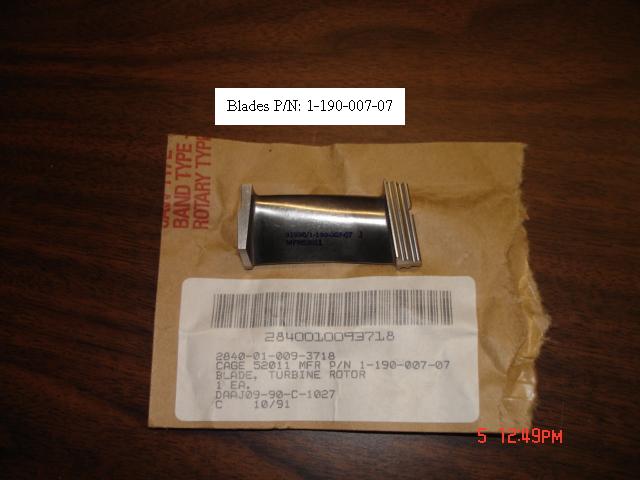 Blades P/N: 1-190-007-07
BAND TYPE -
ROTARY TYPE
2840010093718
2840-01-009-3718
CAGE 52011 MFR P/N 1-190-007-07
BLADE, TURBINE ROTOR
1 EA.
DAAJ09-90-C-1027
C 10/91
5 12:49PM